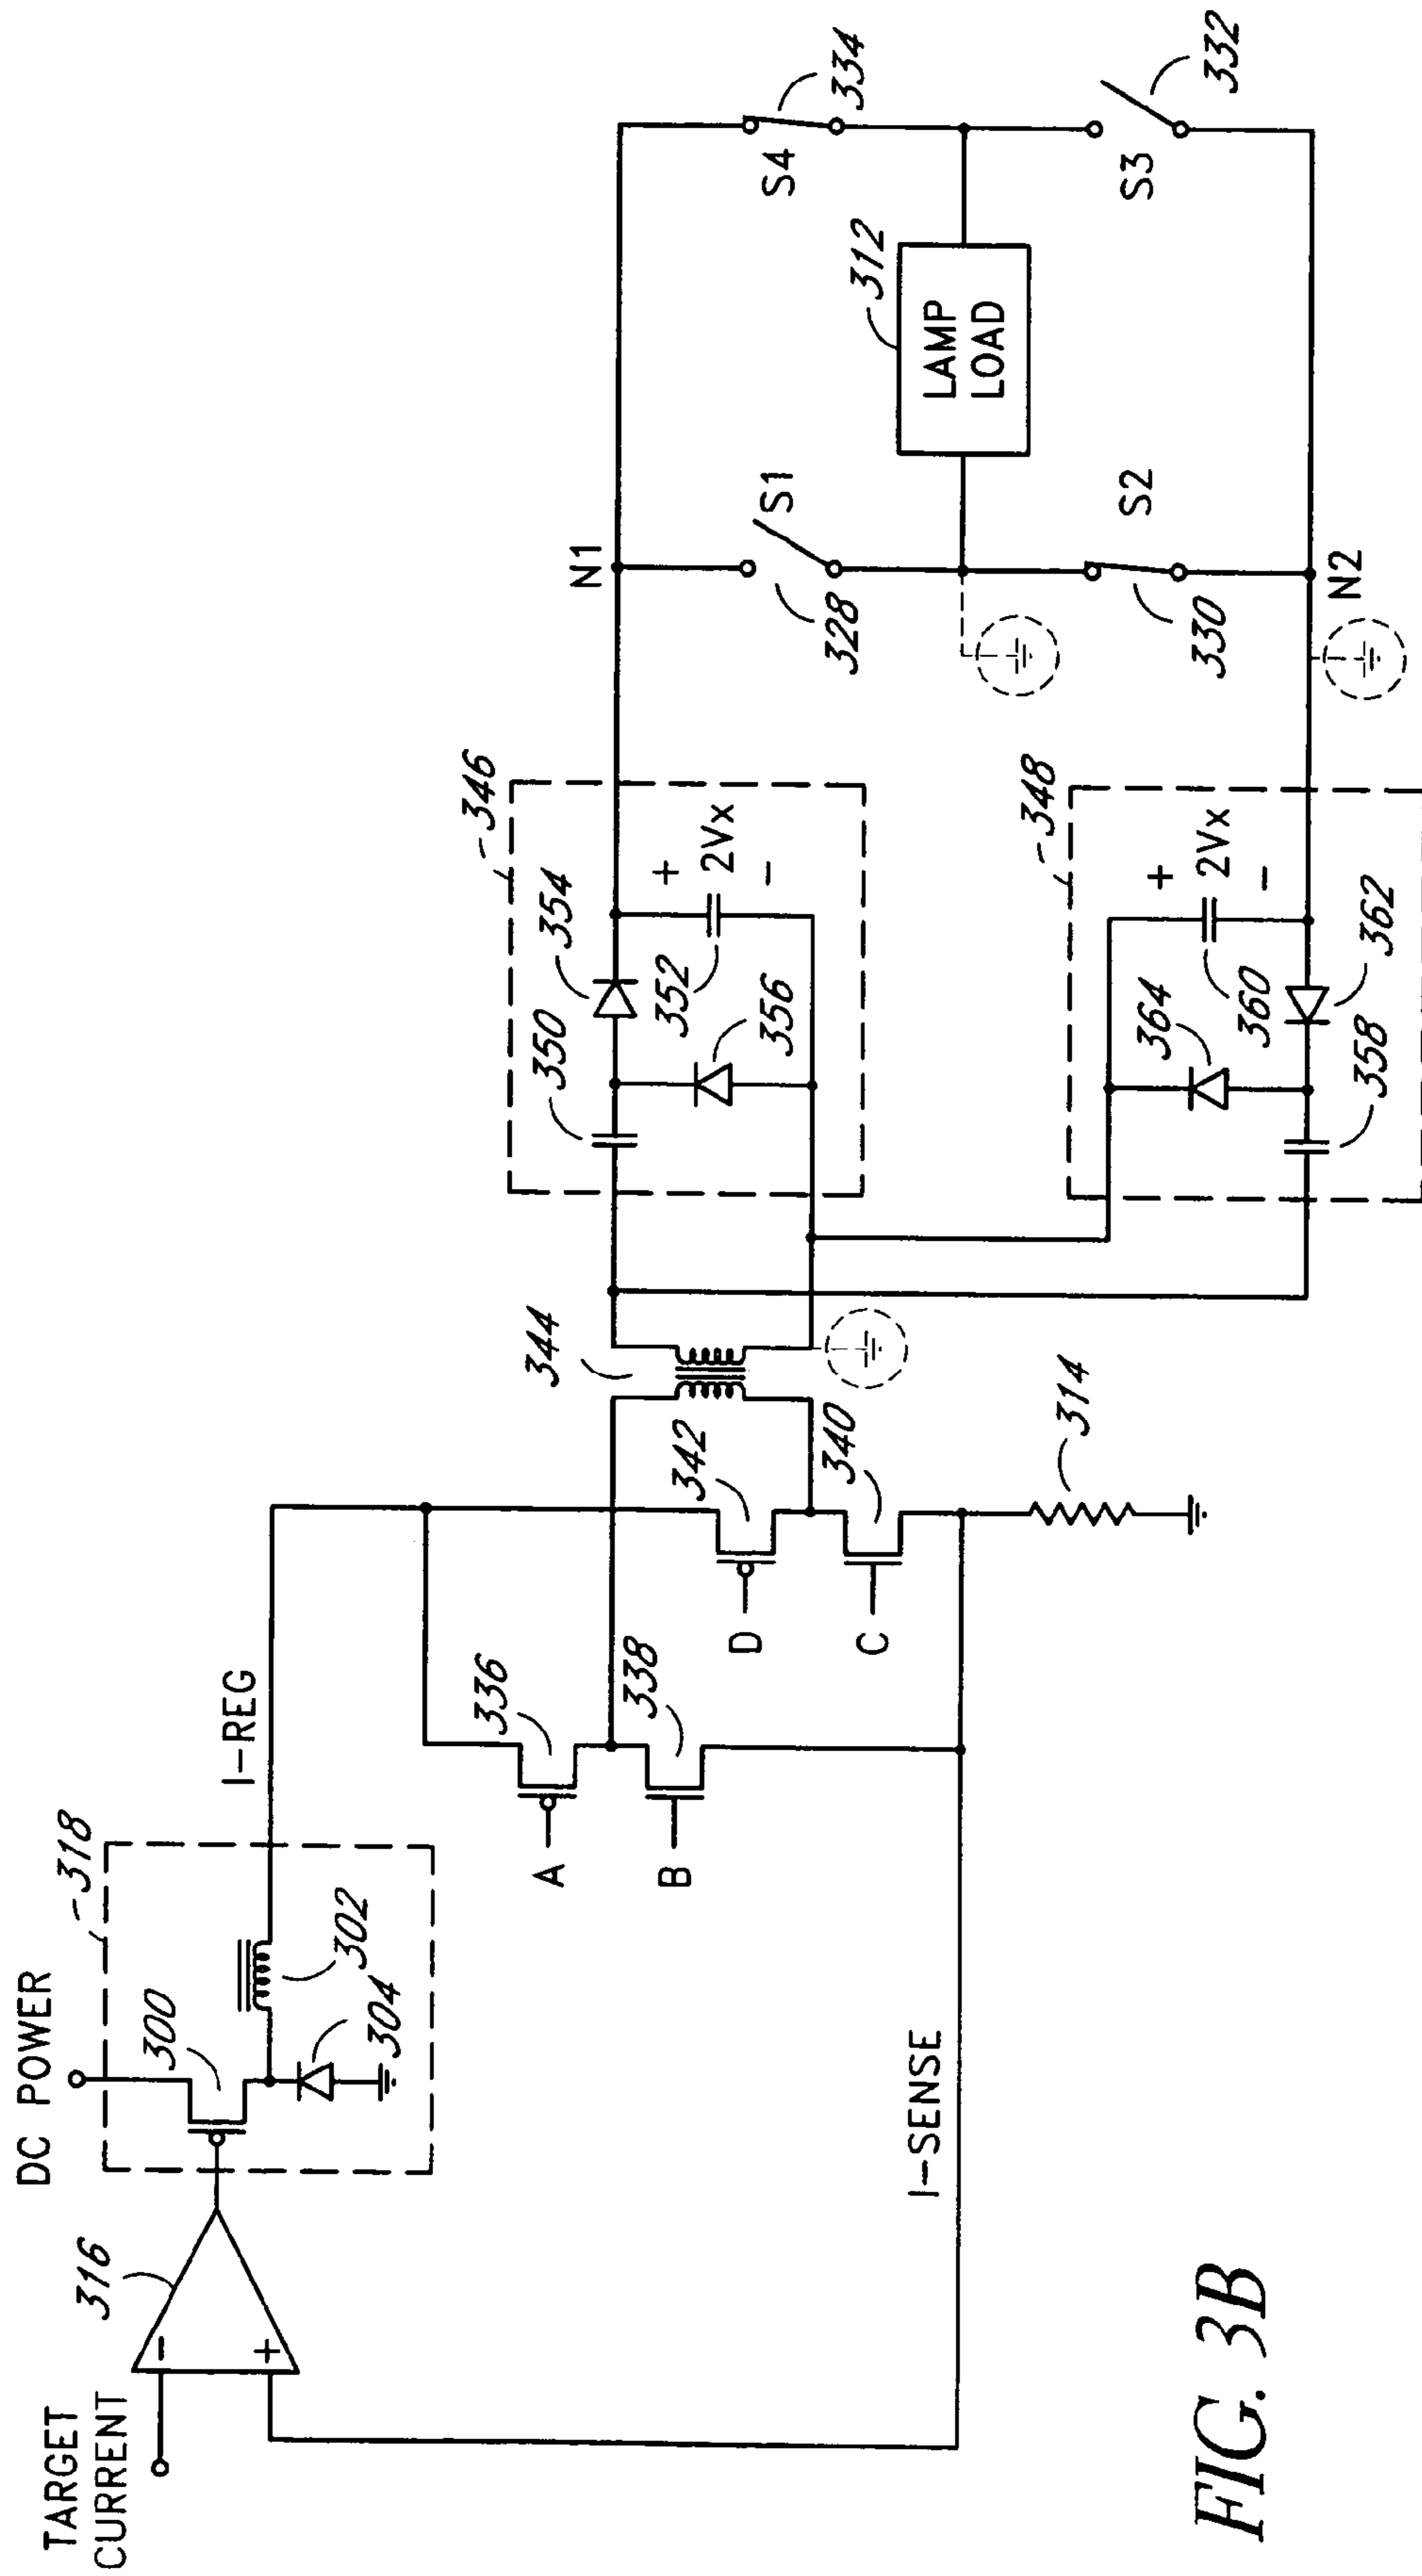 TARGET
CURRENT
316
−
+
DC POWER
318
300
302
304
I-REG
I-SENSE
A
336
B
338
D
342
C
340
314
344
346
350
354
352
356
+
2Vx
−
348
364
360
+
2Vx
−
362
358
N1
N2
S1
328
S2
330
312
LAMP
LOAD
S4
334
S3
332
FIG. 3B